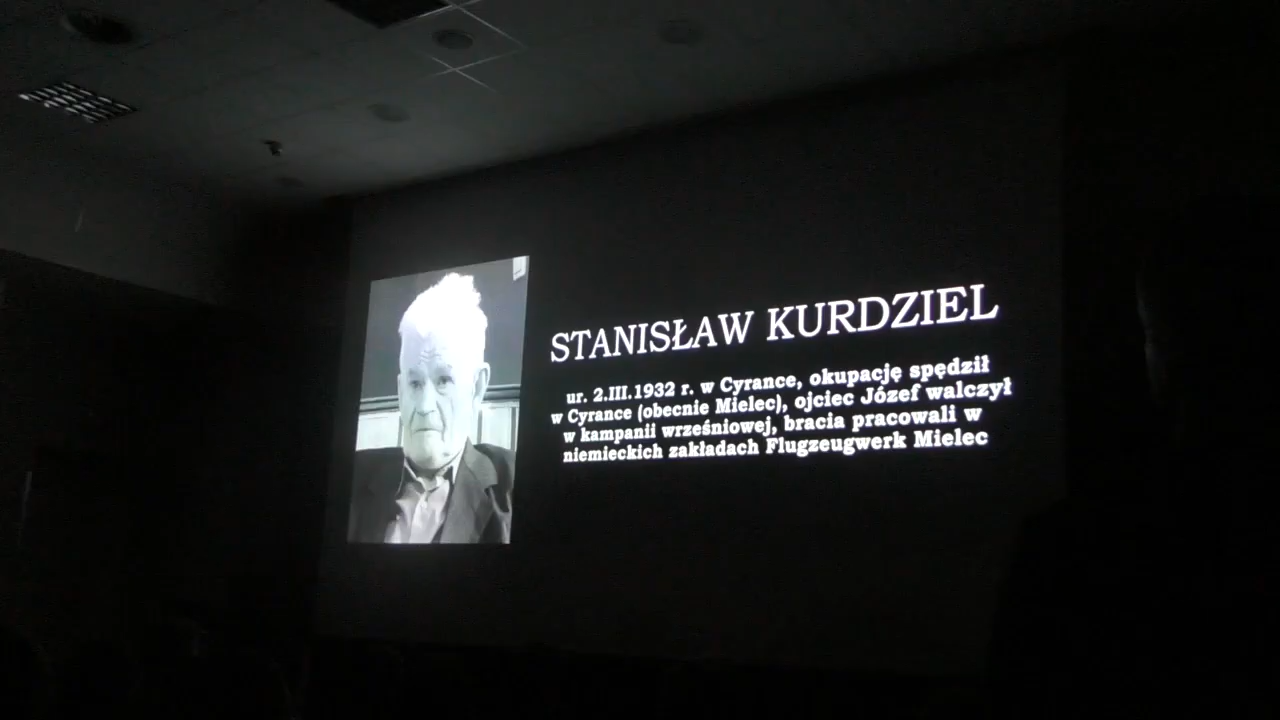 STANISŁAW KURDZIEL
ur. 2.III.1932 r. w Cyrance, okupację spędził
w Cyrance (obecnie Mielec), ojciec Józef walczył
w kampanii wrześniowej, bracia pracowali w
niemieckich zakładach Flugzeugwerk Mielec